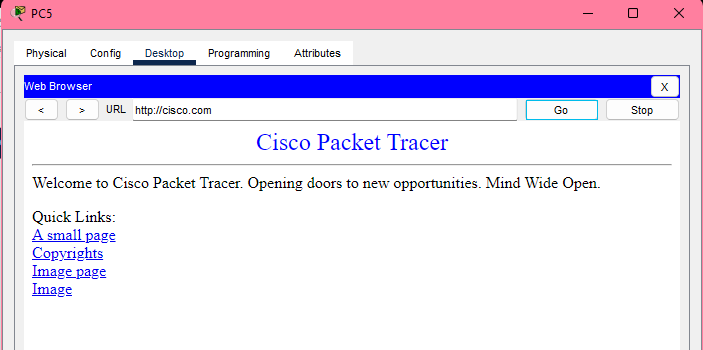 PC5
Physical Config Desktop Programming Attributes
Web Browser X
< > URL http://cisco.com Go Stop
Cisco Packet Tracer
Welcome to Cisco Packet Tracer. Opening doors to new opportunities. Mind Wide Open.
Quick Links:
A small page
Copyrights
Image page
Image